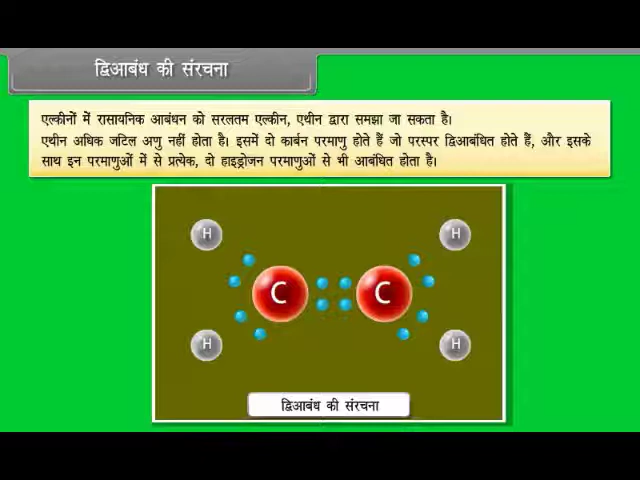 द्विआबंध की संरचना
एल्कीनों में रासायनिक आबंधन को सरलतम एल्कीन, एथीन द्वारा समझा जा सकता है।
एथीन अधिक जटिल अणु नहीं होता है। इसमें दो कार्बन परमाणु होते हैं जो परस्पर द्विआबंधित होते हैं, और इसके
साथ इन परमाणुओं में से प्रत्येक, दो हाइड्रोजन परमाणुओं से भी आबंधित होता है।
H H
C C
H H
द्विआबंध की संरचना